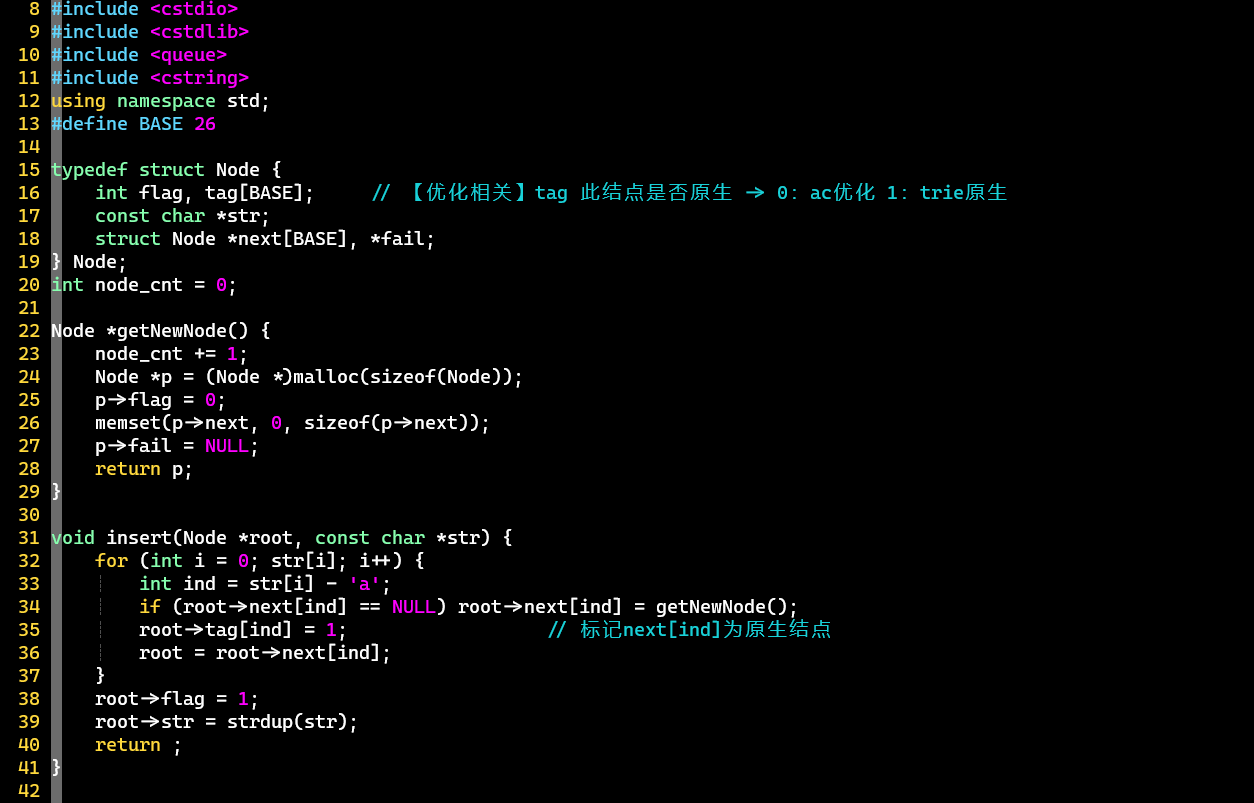 8 #include <cstdio>
9 #include <cstdlib>
10 #include <queue>
11 #include <cstring>
12 using namespace std;
13 #define BASE 26
14
15 typedef struct Node {
16     int flag, tag[BASE];     // 【优化相关】tag 此结点是否原生 -> 0: ac优化 1: trie原生
17     const char *str;
18     struct Node *next[BASE], *fail;
19 } Node;
20 int node_cnt = 0;
21
22 Node *getNewNode() {
23     node_cnt += 1;
24     Node *p = (Node *)malloc(sizeof(Node));
25     p->flag = 0;
26     memset(p->next, 0, sizeof(p->next));
27     p->fail = NULL;
28     return p;
29 }
30
31 void insert(Node *root, const char *str) {
32     for (int i = 0; str[i]; i++) {
33         int ind = str[i] - 'a';
34         if (root->next[ind] == NULL) root->next[ind] = getNewNode();
35         root->tag[ind] = 1;                  // 标记next[ind]为原生结点
36         root = root->next[ind];
37     }
38     root->flag = 1;
39     root->str = strdup(str);
40     return ;
41 }
42